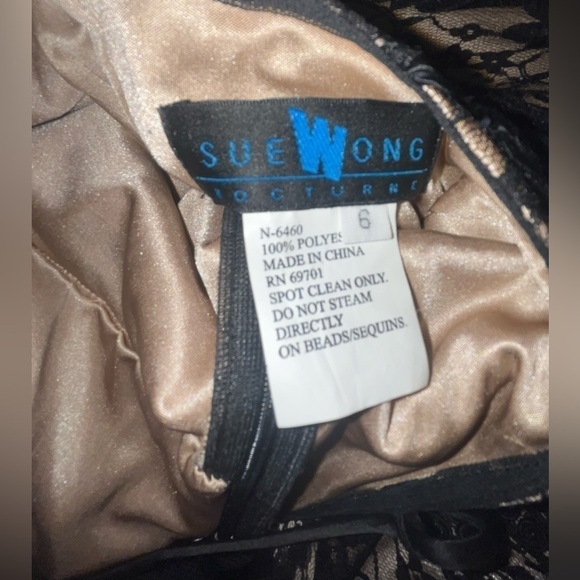 SUE WONG
NOCTURNE
6
N-6460
100% POLYES
MADE IN CHINA
RN 69701
SPOT CLEAN ONLY.
DO NOT STEAM
DIRECTLY
ON BEADS/SEQUINS.